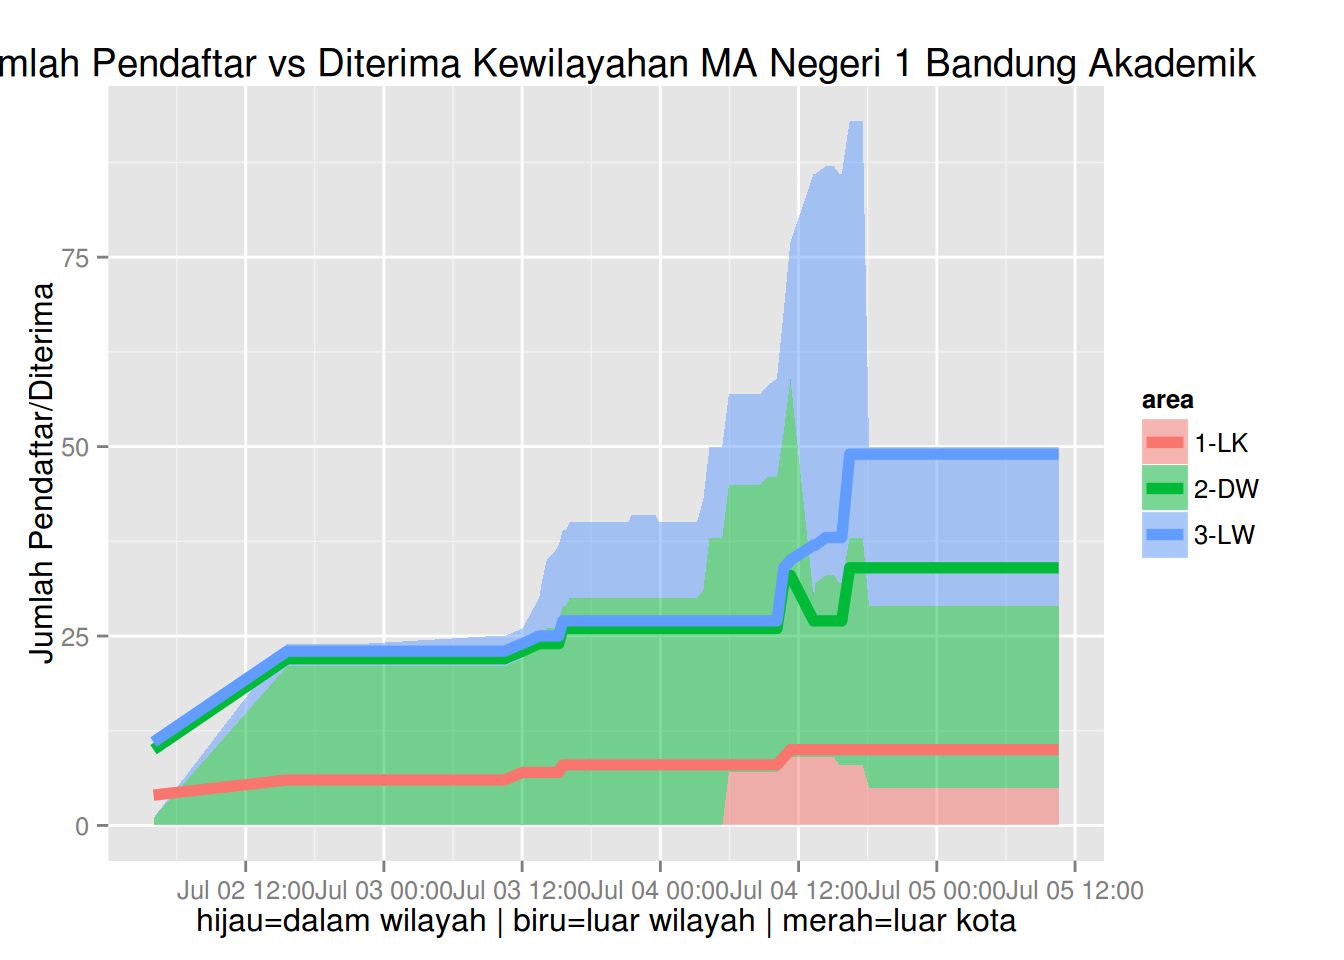 mlah Pendaftar vs Diterima Kewilayahan MA Negeri 1 Bandung Akademik
Jumlah Pendaftar/Diterima
75
50
25
0
Jul 02 12:00Jul 03 00:00Jul 03 12:00Jul 04 00:00Jul 04 12:00Jul 05 00:00Jul 05 12:00
hijau=dalam wilayah | biru=luar wilayah | merah=luar kota
area
1-LK
2-DW
3-LW